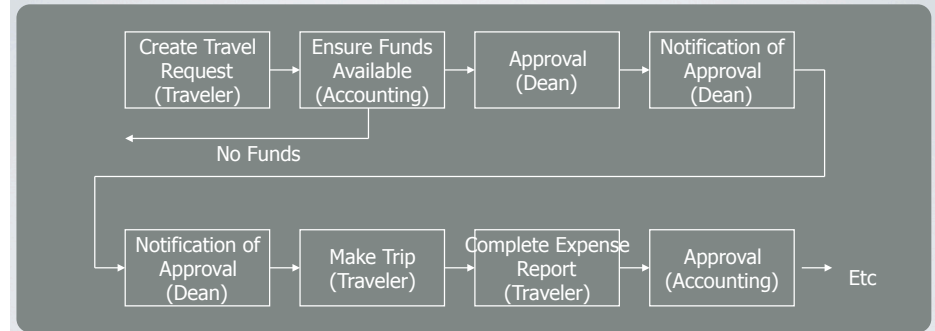 Create Travel
Request
(Traveler)
Ensure Funds
Available
(Accounting)
Approval
(Dean)
Notification of
Approval
(Dean)
No Funds
Notification of
Approval
(Dean)
Make Trip
(Traveler)
Complete Expense
Report
(Traveler)
Approval
(Accounting)
Etc